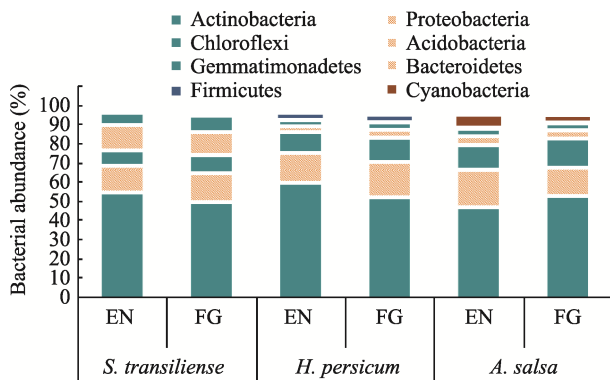 Actinobacteria Proteobacteria
Chloroflexi Acidobacteria
Gemmatimonadetes Bacteroidetes
Firmicutes Cyanobacteria
Bacterial abundance (%)
100
90
80
70
60
50
40
30
20
10
0
EN FG EN FG EN FG
S. transiliense H. persicum A. salsa